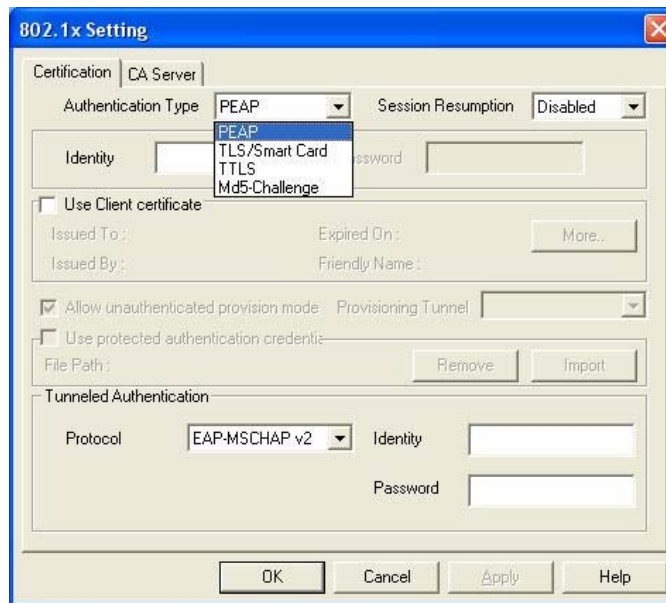 802.1x Setting
Certification CA Server
Authentication Type PEAP Session Resumption Disabled
PEAP
TLS/Smart Card
TTLS
Md5-Challenge
Identity assword
Use Client certificate
Issued To : Expired On : More..
Issued By : Friendly Name :
Allow unauthenticated provision mode Provisioning Tunnel
Use protected authentication credentia
File Path : Remove Import
Tunneled Authentication
Protocol EAP-MSCHAP v2 Identity
Password
OK Cancel Apply Help